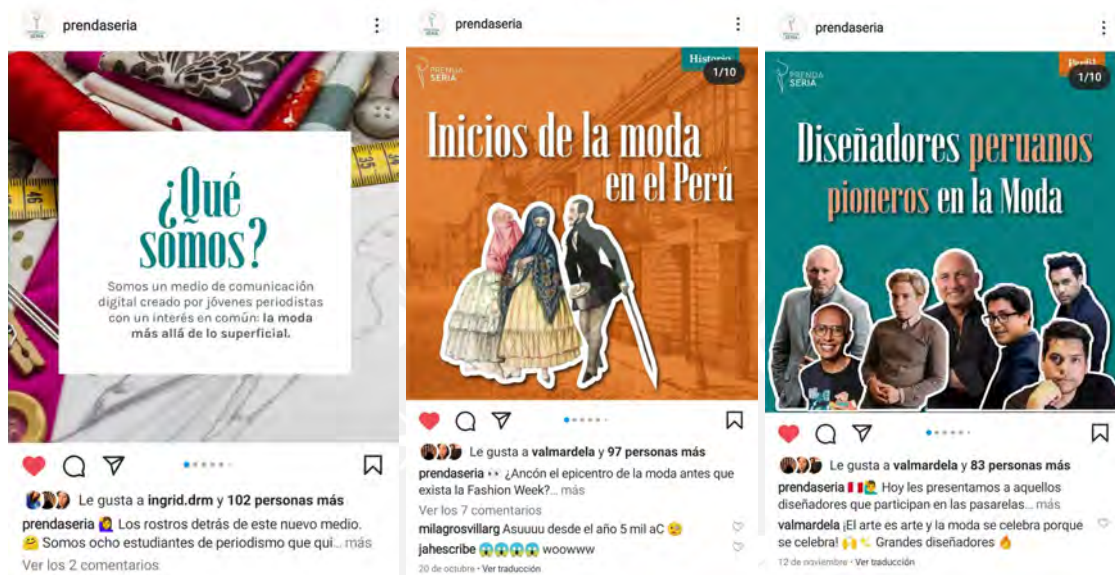 prendaseria
PRENDA
SERIA
¿Qué
somos?
Somos un medio de comunicación
digital creado por jóvenes periodistas
con un interés en común: la moda
más allá de lo superficial.
Le gusta a ingrid.drm y 102 personas más
prendaseria 🙋‍♀️ Los rostros detrás de este nuevo medio.
🤗 Somos ocho estudiantes de periodismo que qui... más
Ver los 2 comentarios
prendaseria
PRENDA
SERIA
Historia
1/10
Inicios de la moda
en el Perú
Le gusta a valmardela y 97 personas más
prendaseria 👀 ¿Ancón el epicentro de la moda antes que
exista la Fashion Week?... más
Ver los 7 comentarios
milagrosvillarg Asuuuu desde el año 5 mil aC 🧐
jahescribe 😱😱😱😱 woowww
20 de octubre • Ver traducción
prendaseria
PRENDA
SERIA
Perfil
1/10
Diseñadores peruanos
pioneros en la Moda
Le gusta a valmardela y 83 personas más
prendaseria 🇵🇪🙋‍♂️ Hoy les presentamos a aquellos
diseñadores que participan en las pasarelas... más
valmardela ¡El arte es arte y la moda se celebra porque
se celebra! 🙌✨ Grandes diseñadores 🔥
12 de noviembre • Ver traducción